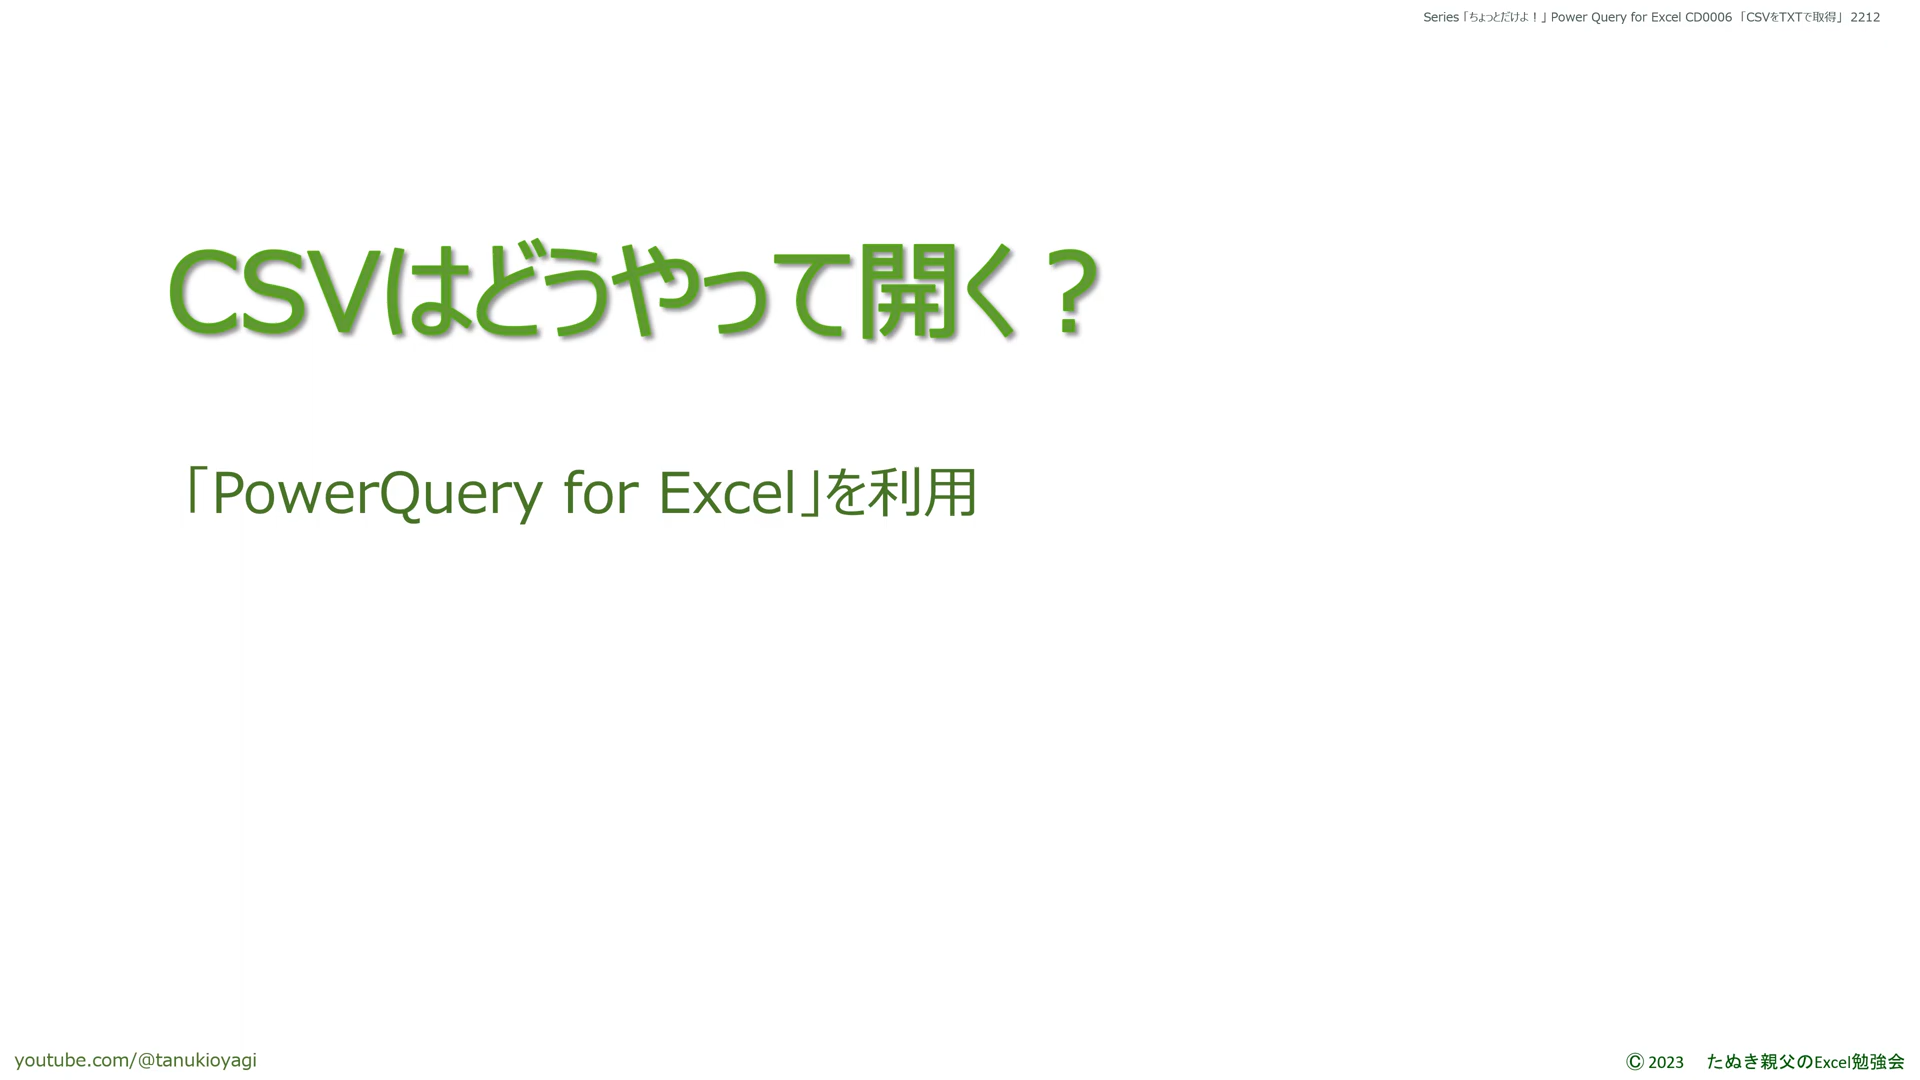 Series「ちょっとだけよ！」Power Query for Excel CD0006「CSVをTXTで取得」 2212
CSVはどうやって開く？
「PowerQuery for Excel」を利用
youtube.com/@tanukioyagi
Ⓒ 2023 たぬき親父のExcel勉強会